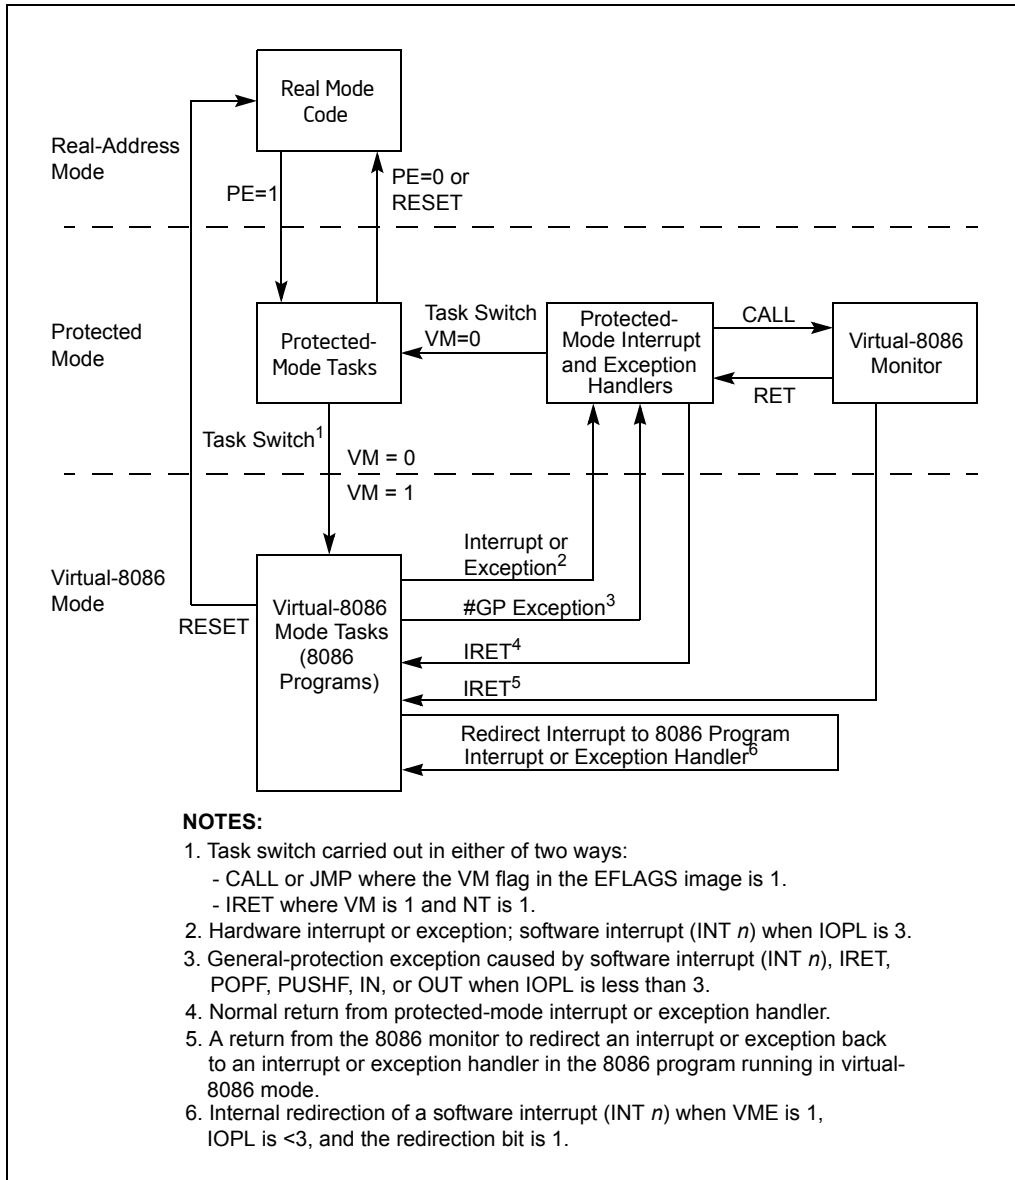 Real Mode
Code
Real-Address
Mode
PE=1
PE=0 or
RESET
Protected
Mode
Protected-
Mode Tasks
Task Switch
VM=0
Protected-
Mode Interrupt
and Exception
Handlers
CALL
RET
Virtual-8086
Monitor
Task Switch1
VM = 0
VM = 1
Virtual-8086
Mode
RESET
Virtual-8086
Mode Tasks
(8086
Programs)
Interrupt or
Exception2
#GP Exception3
IRET4
IRET5
Redirect Interrupt to 8086 Program
Interrupt or Exception Handler6
NOTES:
1. Task switch carried out in either of two ways:
- CALL or JMP where the VM flag in the EFLAGS image is 1.
- IRET where VM is 1 and NT is 1.
2. Hardware interrupt or exception; software interrupt (INT n) when IOPL is 3.
3. General-protection exception caused by software interrupt (INT n), IRET,
POPF, PUSHF, IN, or OUT when IOPL is less than 3.
4. Normal return from protected-mode interrupt or exception handler.
5. A return from the 8086 monitor to redirect an interrupt or exception back
to an interrupt or exception handler in the 8086 program running in virtual-
8086 mode.
6. Internal redirection of a software interrupt (INT n) when VME is 1,
IOPL is <3, and the redirection bit is 1.